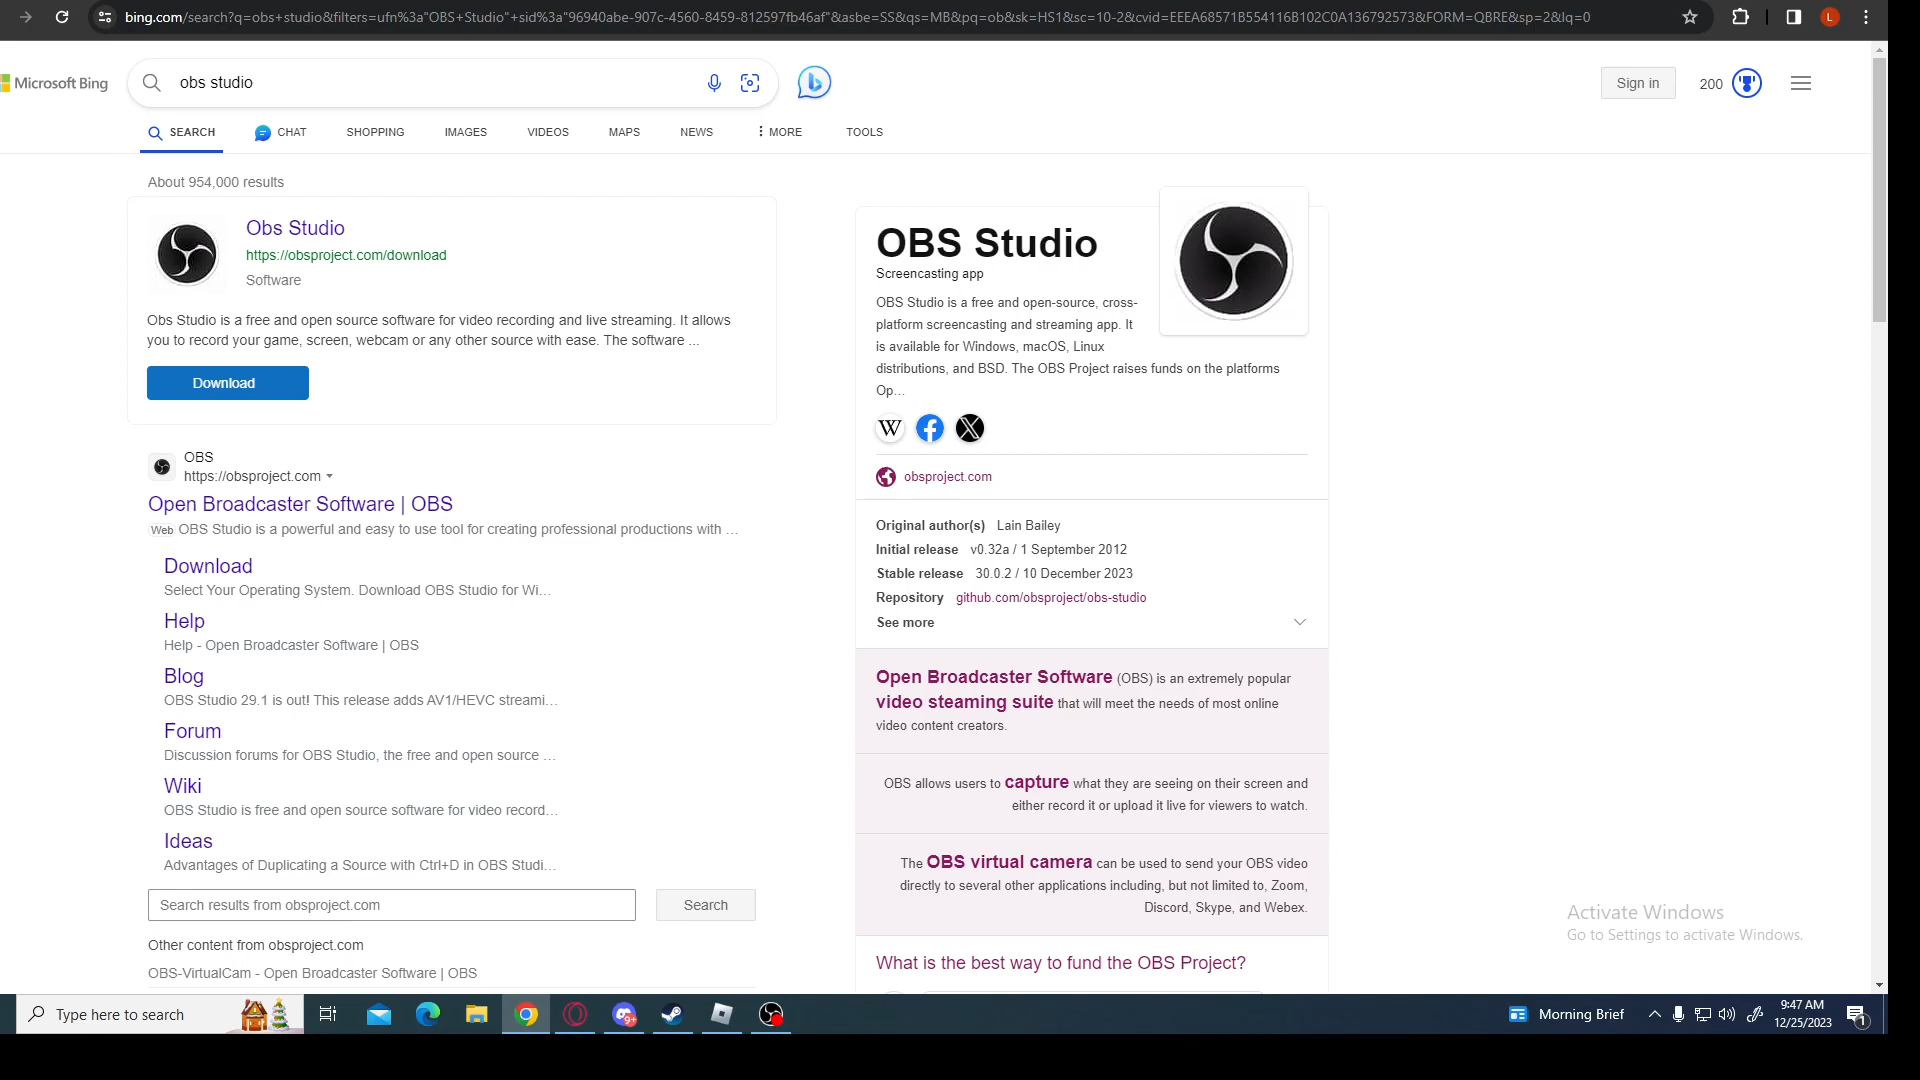 bing.com/search?q=obs+studio&filters=ufn%3a"OBS+Studio"+sid%3a"96940abe-907c-4560-8459-812597fb46af"&asbe=SS&qs=MB&pq=ob&sk=HS1&sc=10-2&cvid=EEEA68571B554116B102C0A136792573&FORM=QBRE&sp=2&lq=0
L
Microsoft Bing
obs studio
Sign in
200
SEARCH
CHAT
SHOPPING
IMAGES
VIDEOS
MAPS
NEWS
MORE
TOOLS
About 954,000 results
Obs Studio
https://obsproject.com/download
Software
Obs Studio is a free and open source software for video recording and live streaming. It allows
you to record your game, screen, webcam or any other source with ease. The software ...
Download
OBS
https://obsproject.com
Open Broadcaster Software | OBS
Web OBS Studio is a powerful and easy to use tool for creating professional productions with ...
Download
Select Your Operating System. Download OBS Studio for Wi...
Help
Help - Open Broadcaster Software | OBS
Blog
OBS Studio 29.1 is out! This release adds AV1/HEVC streami...
Forum
Discussion forums for OBS Studio, the free and open source ...
Wiki
OBS Studio is free and open source software for video record...
Ideas
Advantages of Duplicating a Source with Ctrl+D in OBS Studi...
Search results from obsproject.com
Search
Other content from obsproject.com
OBS-VirtualCam - Open Broadcaster Software | OBS
OBS Studio
Screencasting app
OBS Studio is a free and open-source, cross-
platform screencasting and streaming app. It
is available for Windows, macOS, Linux
distributions, and BSD. The OBS Project raises funds on the platforms
Op...
W
obsproject.com
Original author(s) Lain Bailey
Initial release v0.32a / 1 September 2012
Stable release 30.0.2 / 10 December 2023
Repository github.com/obsproject/obs-studio
See more
Open Broadcaster Software (OBS) is an extremely popular
video steaming suite that will meet the needs of most online
video content creators.
OBS allows users to capture what they are seeing on their screen and
either record it or upload it live for viewers to watch.
The OBS virtual camera can be used to send your OBS video
directly to several other applications including, but not limited to, Zoom,
Discord, Skype, and Webex.
What is the best way to fund the OBS Project?
Activate Windows
Go to Settings to activate Windows.
Type here to search
9+
Morning Brief
9:47 AM
12/25/2023
1